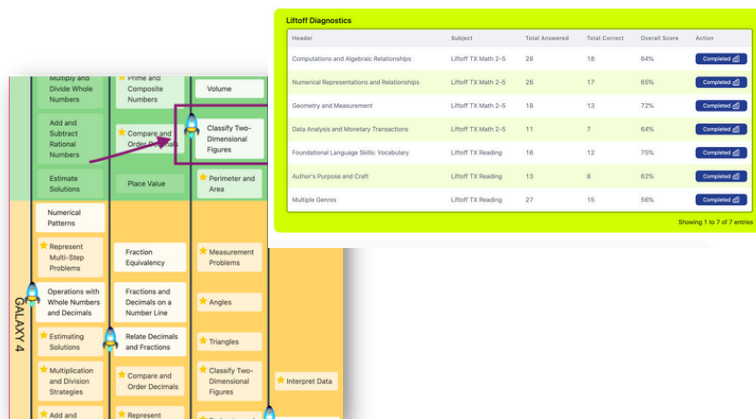 Liftoff Diagnostics
Header Subject Total Answered Total Correct Overall Score Action
Computations and Algebraic Relationships Liftoff TX Math 2-5 28 18 64% Completed
Numerical Representations and Relationships Liftoff TX Math 2-5 26 17 65% Completed
Geometry and Measurement Liftoff TX Math 2-5 18 13 72% Completed
Data Analysis and Monetary Transactions Liftoff TX Math 2-5 11 7 64% Completed
Foundational Language Skills: Vocabulary Liftoff TX Reading 16 12 75% Completed
Author's Purpose and Craft Liftoff TX Reading 13 8 62% Completed
Multiple Genres Liftoff TX Reading 27 15 56% Completed
Showing 1 to 7 of 7 entries
Multiply and
Divide Whole
Numbers
Prime and
Composite
Numbers
Volume
Add and
Subtract
Rational
Numbers
Compare and
Order Decimals
Classify Two-
Dimensional
Figures
Estimate
Solutions
Place Value
Perimeter and
Area
GALAXY 4
Numerical
Patterns
Represent
Multi-Step
Problems
Fraction
Equivalency
Measurement
Problems
Operations with
Whole Numbers
and Decimals
Fractions and
Decimals on a
Number Line
Angles
Estimating
Solutions
Relate Decimals
and Fractions
Triangles
Multiplication
and Division
Strategies
Compare and
Order Decimals
Classify Two-
Dimensional
Figures
Interpret Data
Add and
Represent